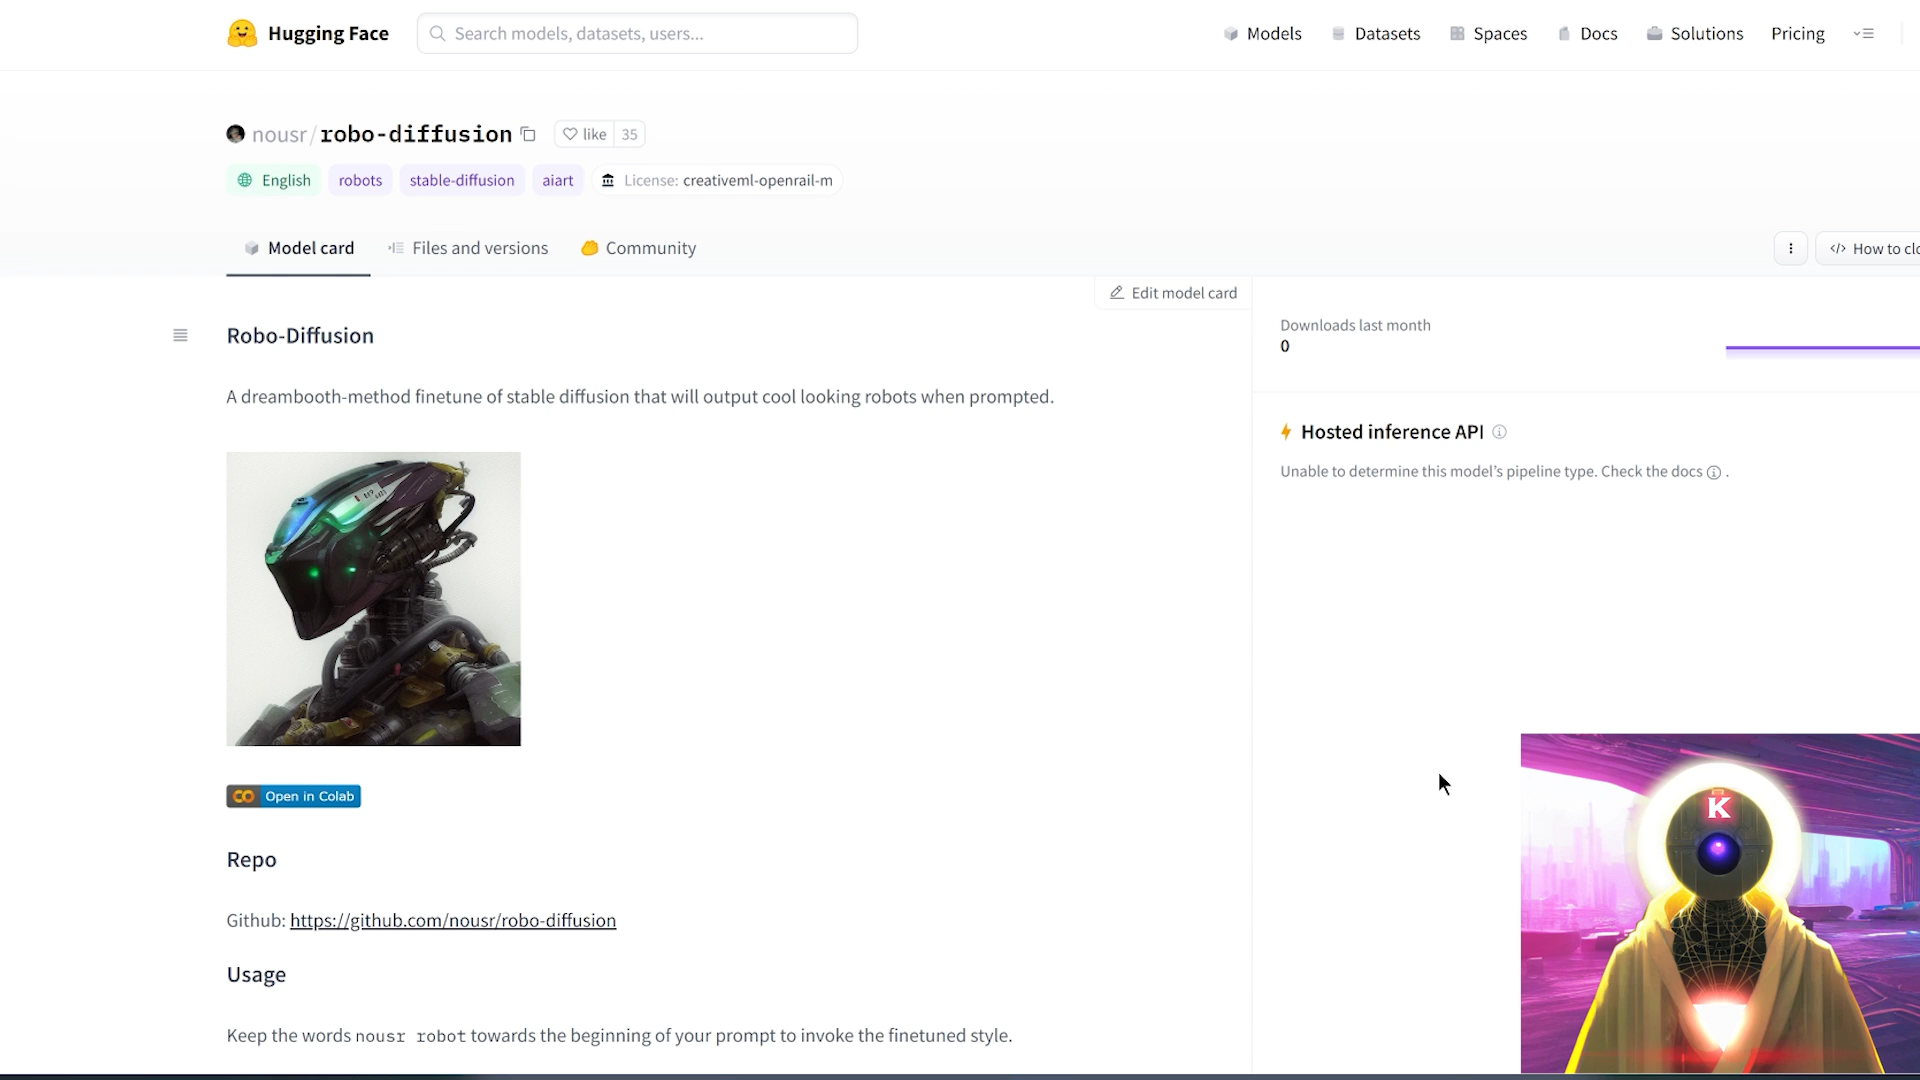 Hugging Face
Search models, datasets, users...
Models
Datasets
Spaces
Docs
Solutions
Pricing
nousr/robo-diffusion
like 35
English
robots
stable-diffusion
aiart
License: creativeml-openrail-m
Model card
Files and versions
Community
</> How to clo
Edit model card
Robo-Diffusion
A dreambooth-method finetune of stable diffusion that will output cool looking robots when prompted.
Open in Colab
Repo
Github: https://github.com/nousr/robo-diffusion
Usage
Keep the words nousr robot towards the beginning of your prompt to invoke the finetuned style.
Downloads last month
0
Hosted inference API
Unable to determine this model's pipeline type. Check the docs .
K